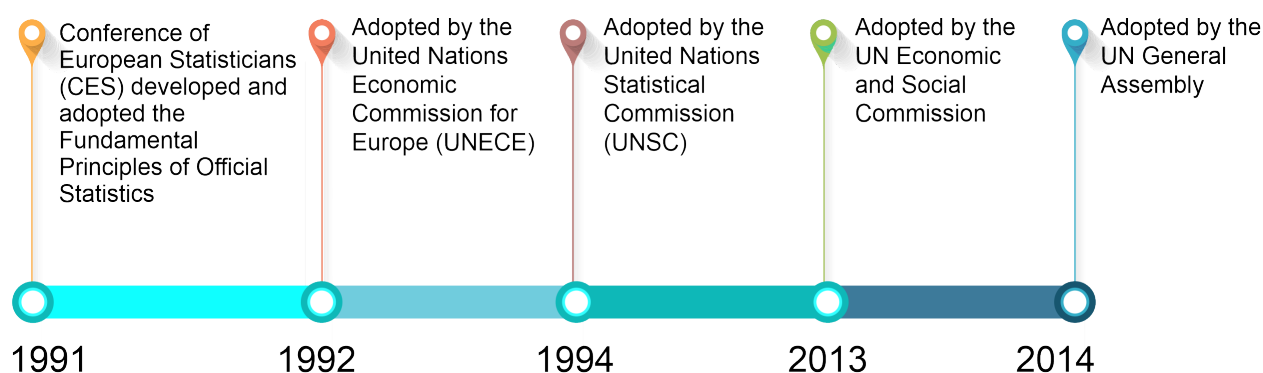 Conference of
European Statisticians
(CES) developed and
adopted the
Fundamental
Principles of Official
Statistics
Adopted by the
United Nations
Economic
Commission for
Europe (UNECE)
Adopted by the
United Nations
Statistical
Commission
(UNSC)
Adopted by the
UN Economic
and Social
Commission
Adopted by the
UN General
Assembly
1991
1992
1994
2013
2014